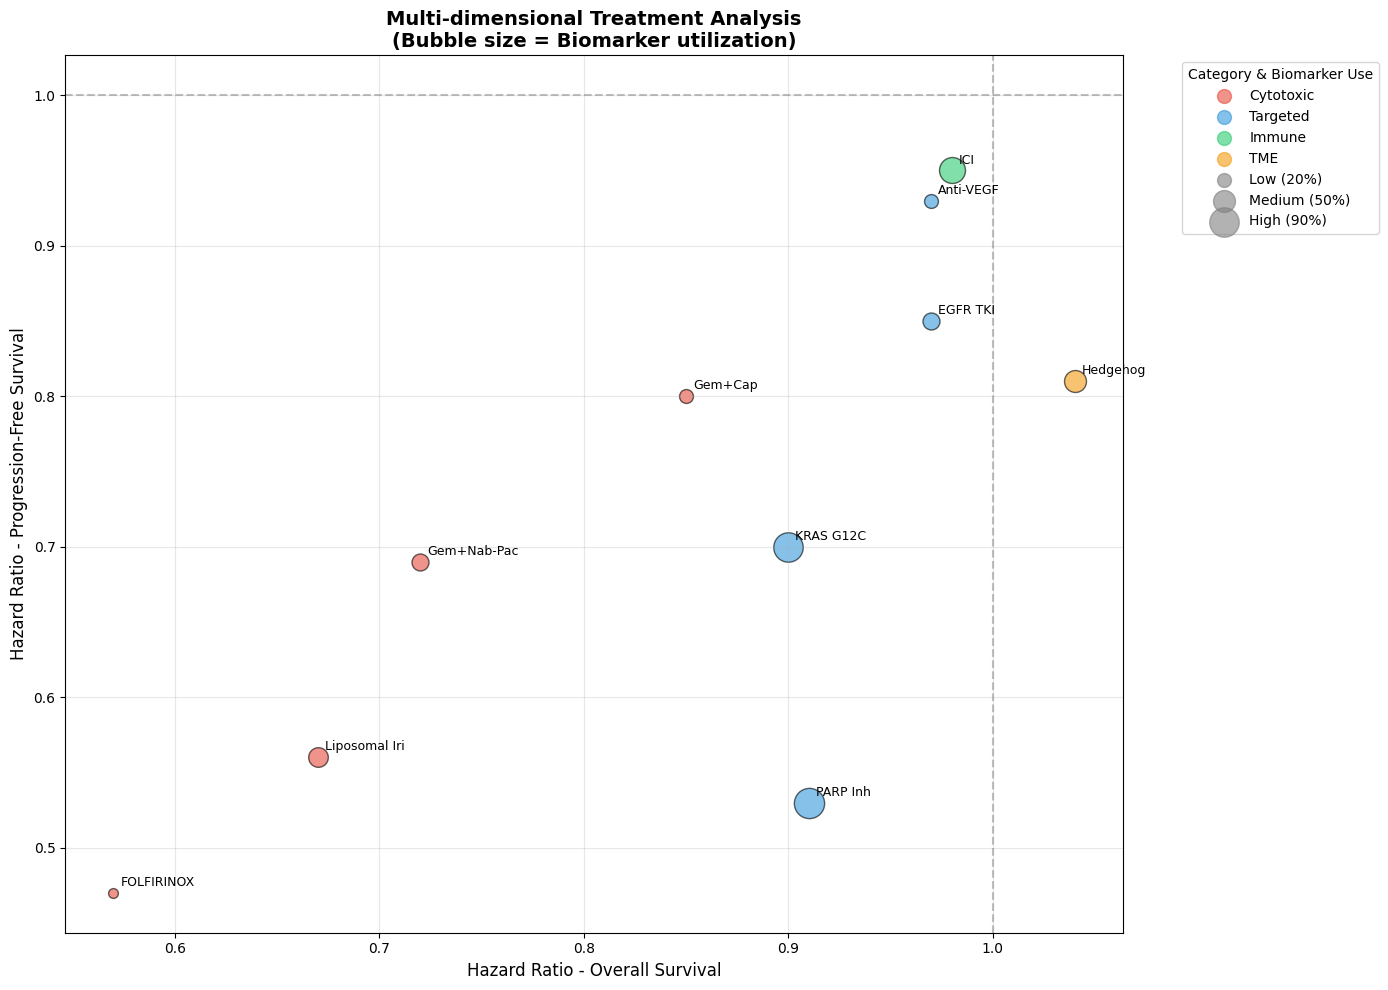 Multi-dimensional Treatment Analysis
(Bubble size = Biomarker utilization)
Category & Biomarker Use
Cytotoxic
Targeted
Immune
TME
Low (20%)
Medium (50%)
High (90%)
Hazard Ratio - Progression-Free Survival
1.0
0.9
0.8
0.7
0.6
0.5
ICI
Anti-VEGF
EGFR TKI
Hedgehog
Gem+Cap
KRAS G12C
Gem+Nab-Pac
Liposomal Iri
PARP Inh
FOLFIRINOX
0.6
0.7
0.8
0.9
1.0
Hazard Ratio - Overall Survival